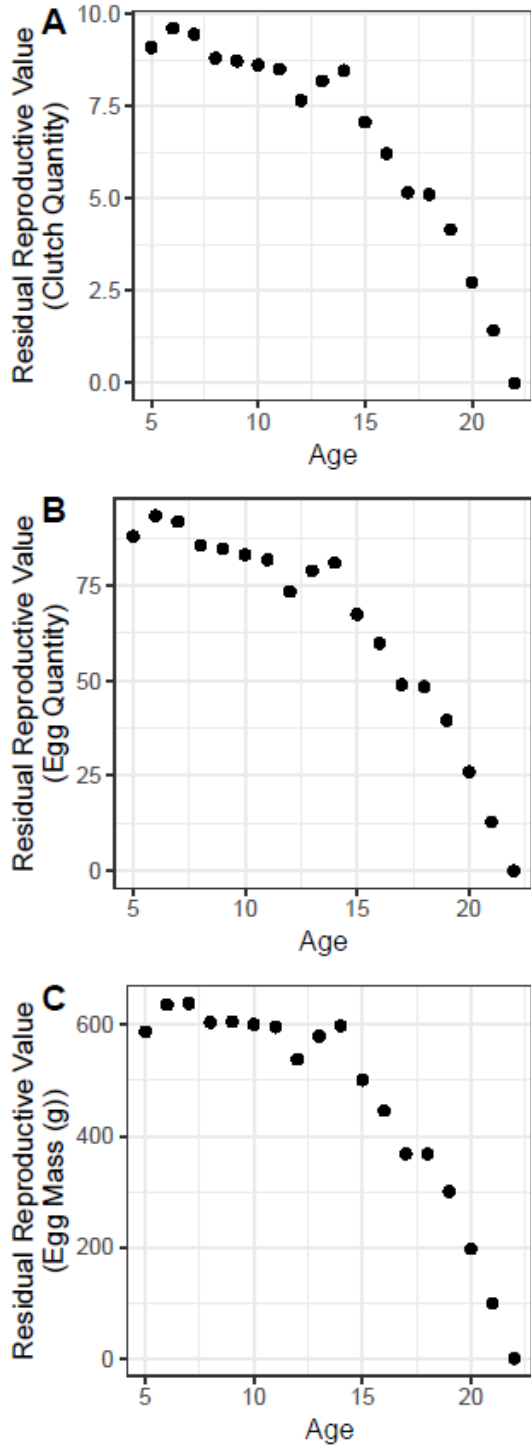 A
Residual Reproductive Value
(Clutch Quantity)
10.0
7.5
5.0
2.5
0.0
5 10 15 20
Age
B
Residual Reproductive Value
(Egg Quantity)
75
50
25
0
5 10 15 20
Age
C
Residual Reproductive Value
(Egg Mass (g))
600
400
200
0
5 10 15 20
Age